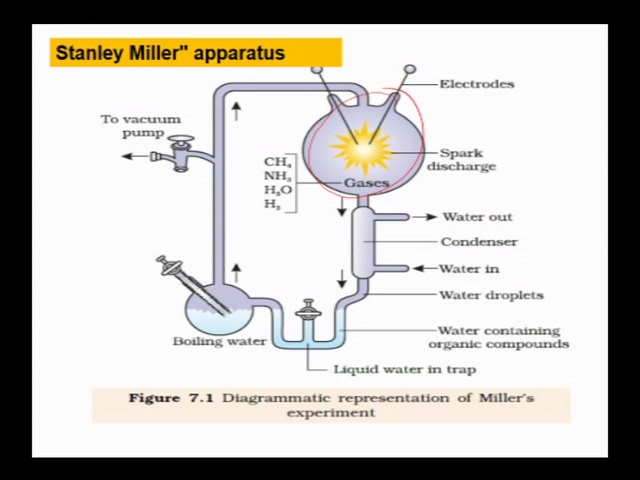 Stanley Miller" apparatus
Electrodes
To vacuum
pump
Spark
discharge
CH₄
NH₃
H₂O
H₂
Gases
Water out
Condenser
Water in
Water droplets
Boiling water
Water containing
organic compounds
Liquid water in trap
Figure 7.1 Diagrammatic representation of Miller's
experiment